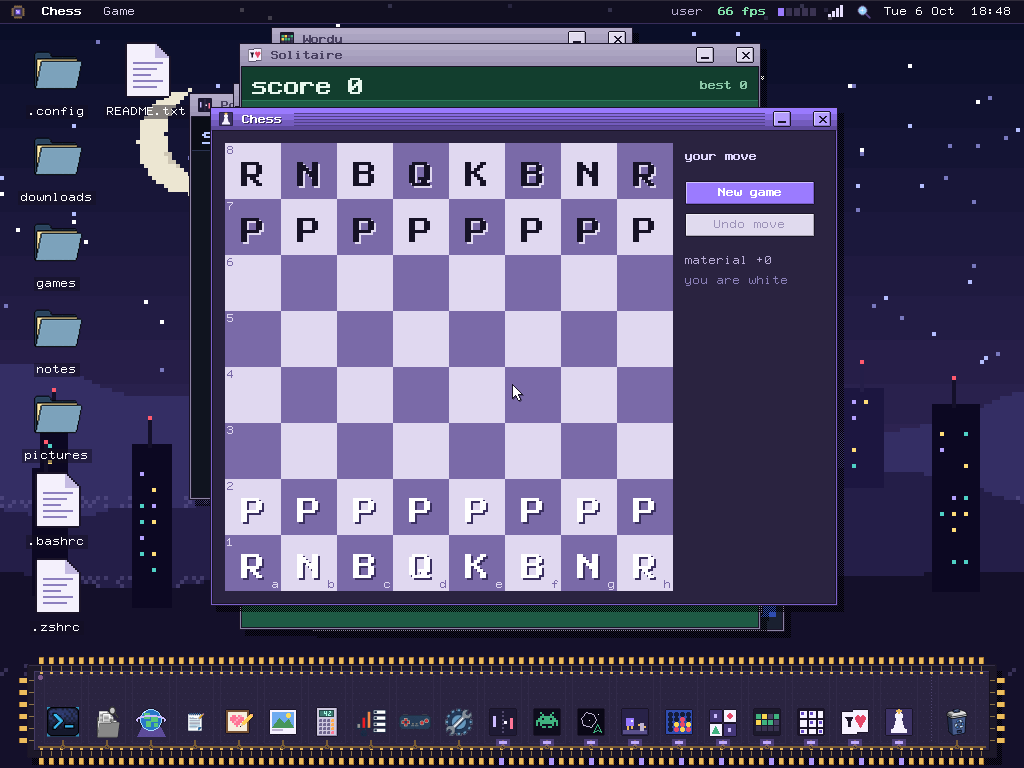 Chess Game user 66 fps Tue 6 Oct 18:48
Wordy
Solitaire
score 0 best 0
Chess
.config
README.txt
downloads
games
notes
pictures
.bashrc
.zshrc
8 R N B Q K B N R
7 P P P P P P P P
6
5
4
3
2 P P P P P P P P
1 R N B Q K B N R
a b c d e f g h
your move
New game
Undo move
material +0
you are white
42